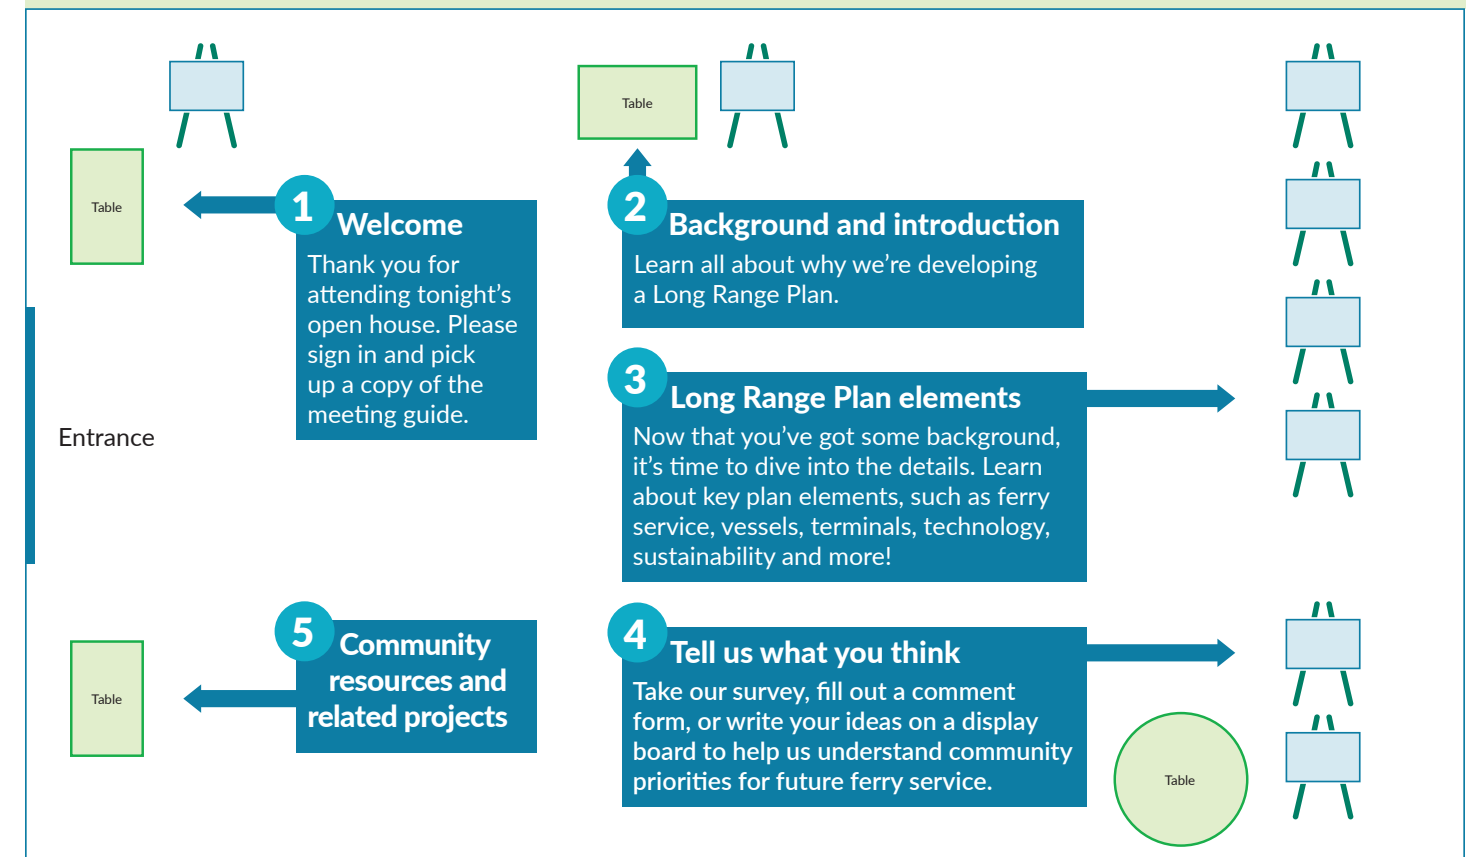 Table
1
Welcome
Thank you for
attending tonight's
open house. Please
sign in and pick
up a copy of the
meeting guide.
Table
2
Background and introduction
Learn all about why we're developing
a Long Range Plan.
3
Long Range Plan elements
Now that you've got some background,
it's time to dive into the details. Learn
about key plan elements, such as ferry
service, vessels, terminals, technology,
sustainability and more!
Entrance
4
Tell us what you think
Take our survey, fill out a comment
form, or write your ideas on a display
board to help us understand community
priorities for future ferry service.
Table
5
Community
resources and
related projects
Table